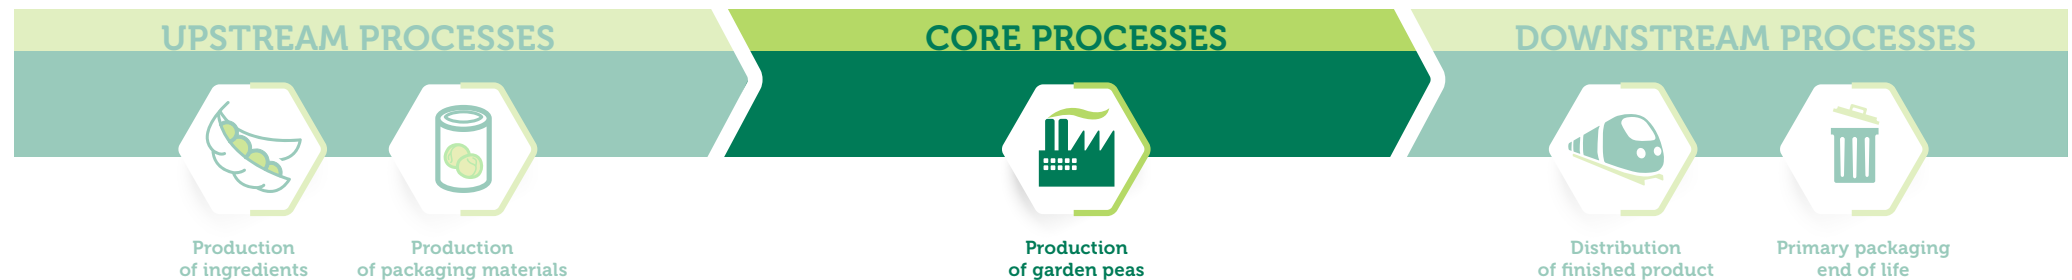 UPSTREAM PROCESSES
CORE PROCESSES
DOWNSTREAM PROCESSES
Production
of ingredients
Production
of packaging materials
Production
of garden peas
Distribution
of finished product
Primary packaging
end of life